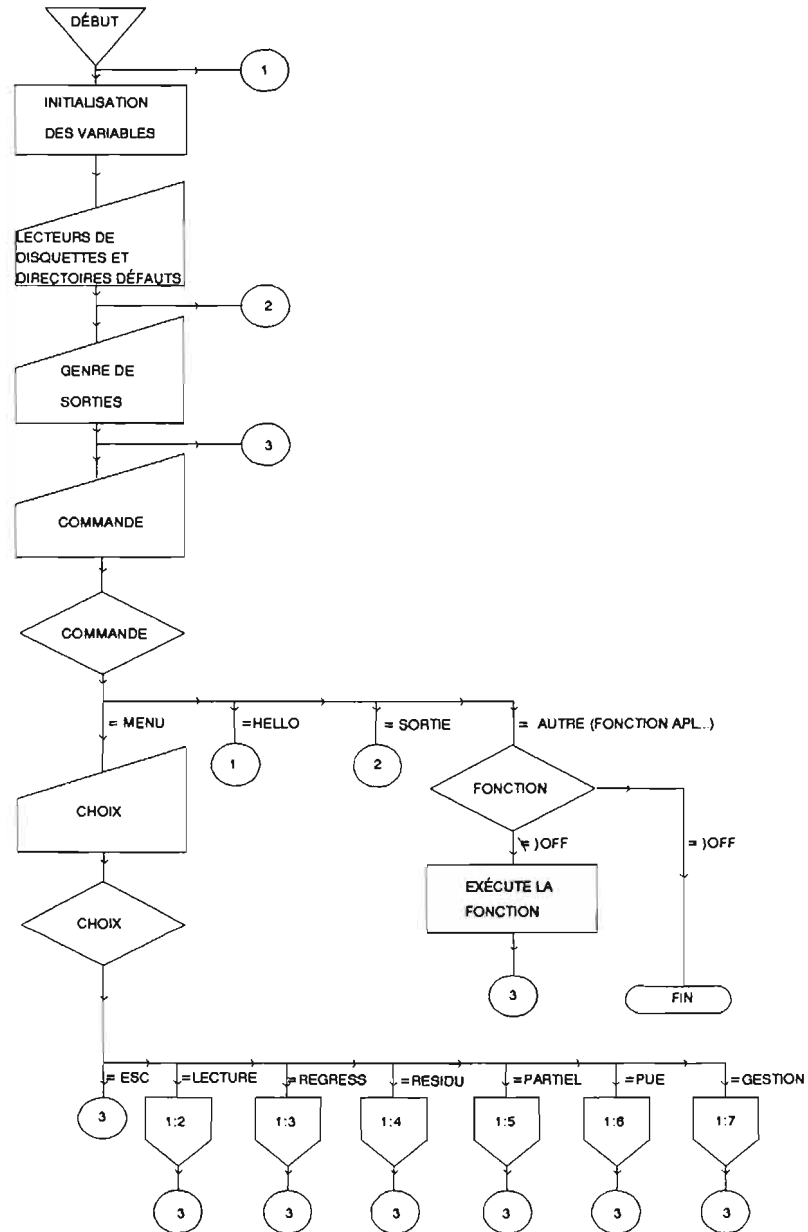 DÉBUT
1
INITIALISATION
DES VARIABLES
LECTEURS DE
DISQUETTES ET
DIRECTOIRES DÉFAUTS
2
GENRE DE
SORTIES
3
COMMANDE
COMMANDE
= MENU
=HELLO
= SORTIE
= AUTRE (FONCTION APL..)
1
2
FONCTION
CHOIX
≠ )OFF
= )OFF
EXÉCUTE LA
FONCTION
CHOIX
3
FIN
= ESC
=LECTURE
=REGRESS
=RESIDU
=PARTIEL
=PUE
=GESTION
3
1:2
1:3
1:4
1:5
1:6
1:7
3
3
3
3
3
3